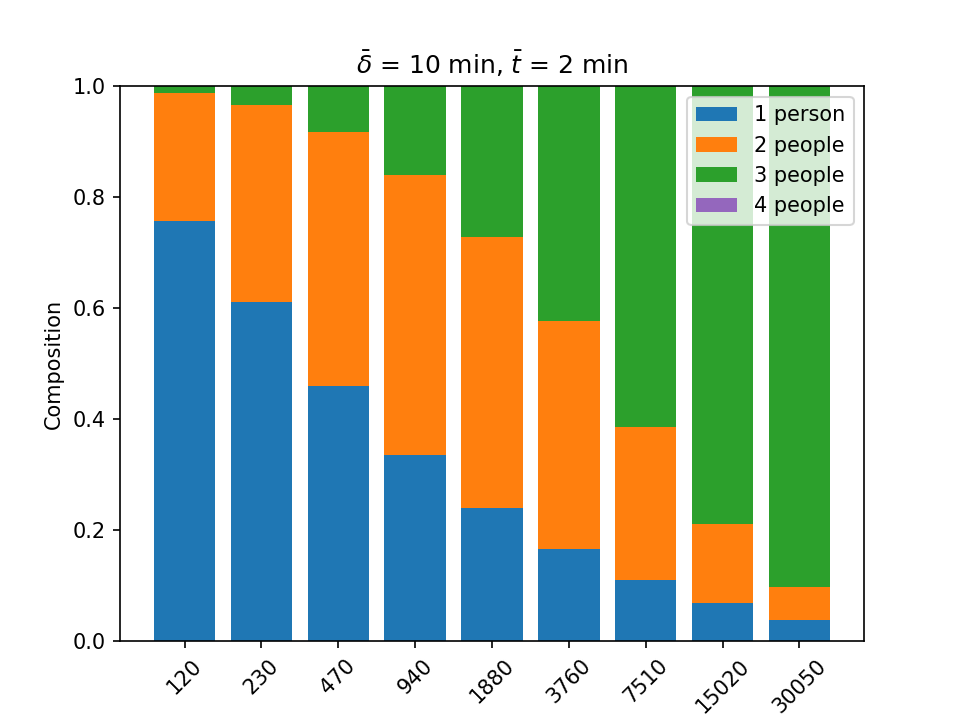 δ̄ = 10 min, t̄ = 2 min
1.0
0.8
0.6
0.4
0.2
0.0
Composition
1 person
2 people
3 people
4 people
120
230
470
940
1880
3760
7510
15020
30050